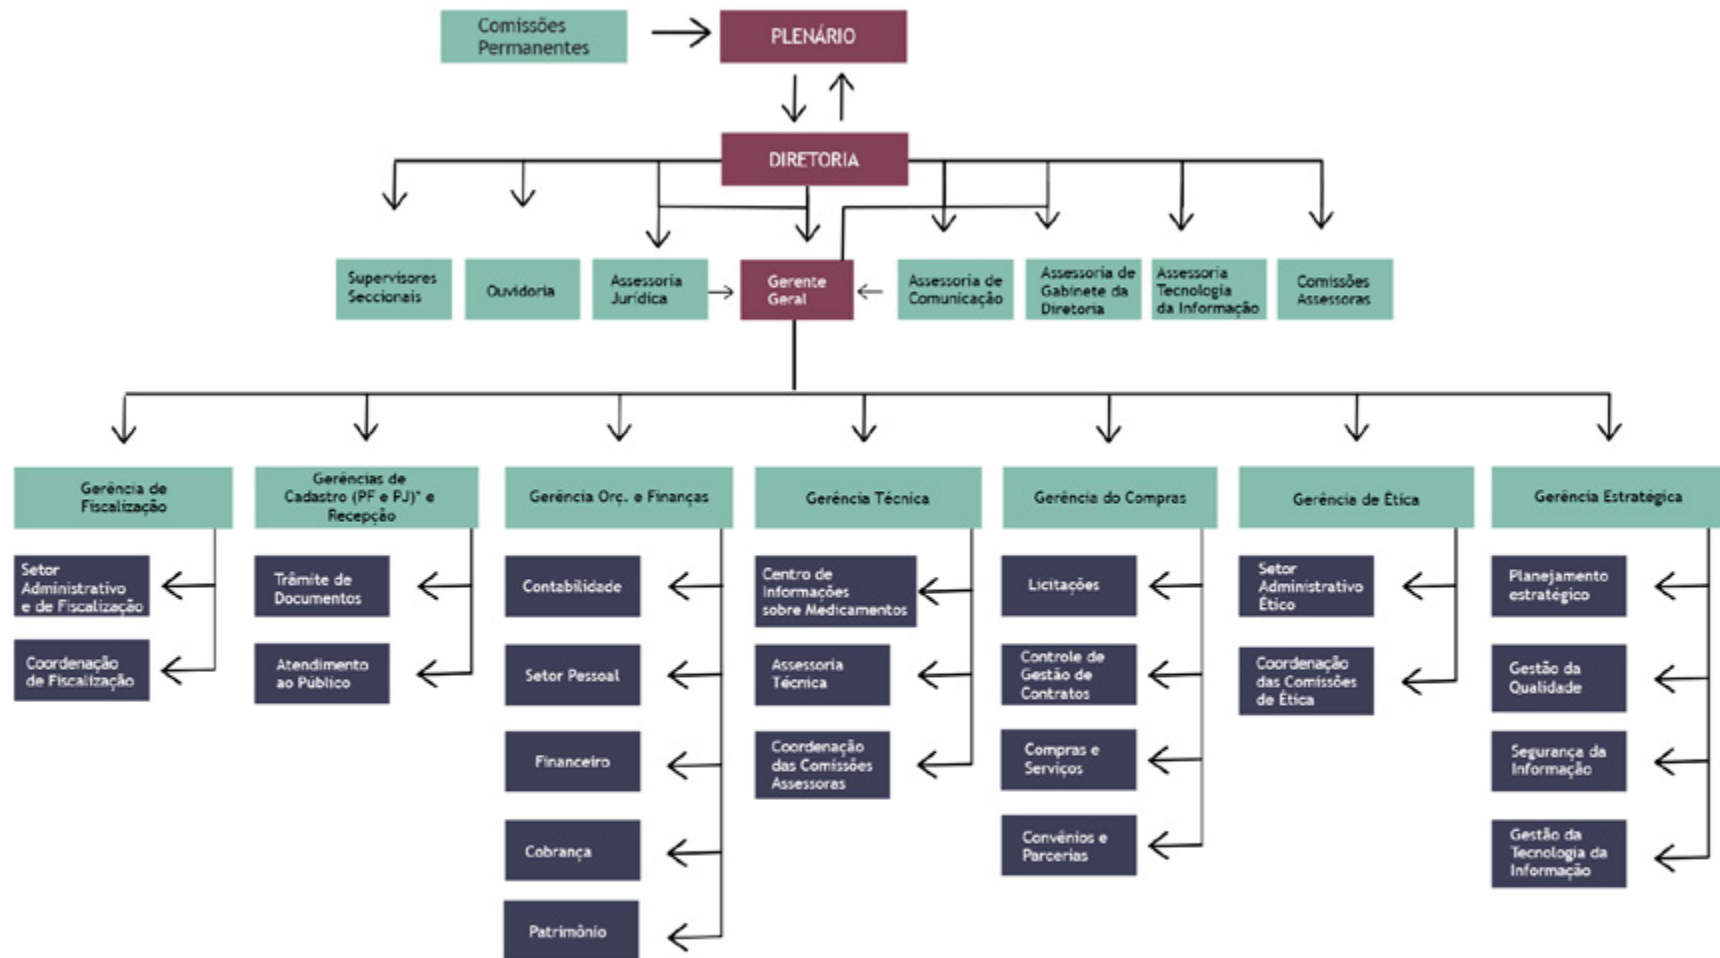 Comissões
Permanentes
PLENÁRIO
DIRETORIA
Supervisores
Seccionais
Ouvidoria
Assessoria
Jurídica
Gerente
Geral
Assessoria de
Comunicação
Assessoria de
Gabinete da
Diretoria
Assessoria
Tecnologia
da Informação
Comissões
Assessoras
Gerência de
Fiscalização
Gerências de
Cadastro (PF e PJ)* e
Recepção
Gerência Orç. e Finanças
Gerência Técnica
Gerência do Compras
Gerência de Ética
Gerência Estratégica
Setor
Administrativo
e de Fiscalização
Coordenação
de Fiscalização
Trâmite de
Documentos
Atendimento
ao Público
Contabilidade
Setor Pessoal
Financeiro
Cobrança
Patrimônio
Centro de
Informações
sobre Medicamentos
Assessoria
Técnica
Coordenação
das Comissões
Assessoras
Licitações
Controle de
Gestão de
Contratos
Compras e
Serviços
Convênios e
Parcerias
Setor
Administrativo
Ético
Coordenação
das Comissões
de Ética
Planejamento
estratégico
Gestão da
Qualidade
Segurança da
Informação
Gestão da
Tecnologia da
Informação